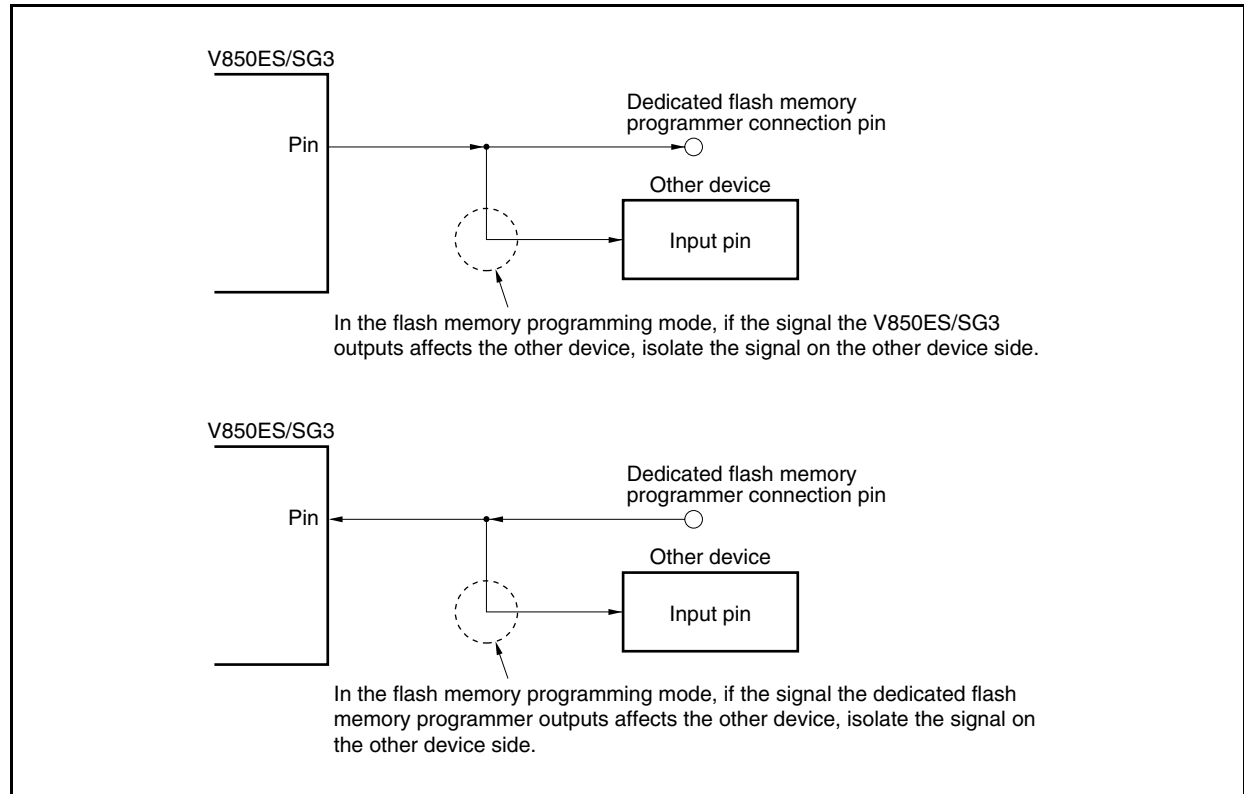 V850ES/SG3
Dedicated flash memory
programmer connection pin
Pin
Other device
Input pin
In the flash memory programming mode, if the signal the V850ES/SG3
outputs affects the other device, isolate the signal on the other device side.
V850ES/SG3
Dedicated flash memory
programmer connection pin
Pin
Other device
Input pin
In the flash memory programming mode, if the signal the dedicated flash
memory programmer outputs affects the other device, isolate the signal on
the other device side.